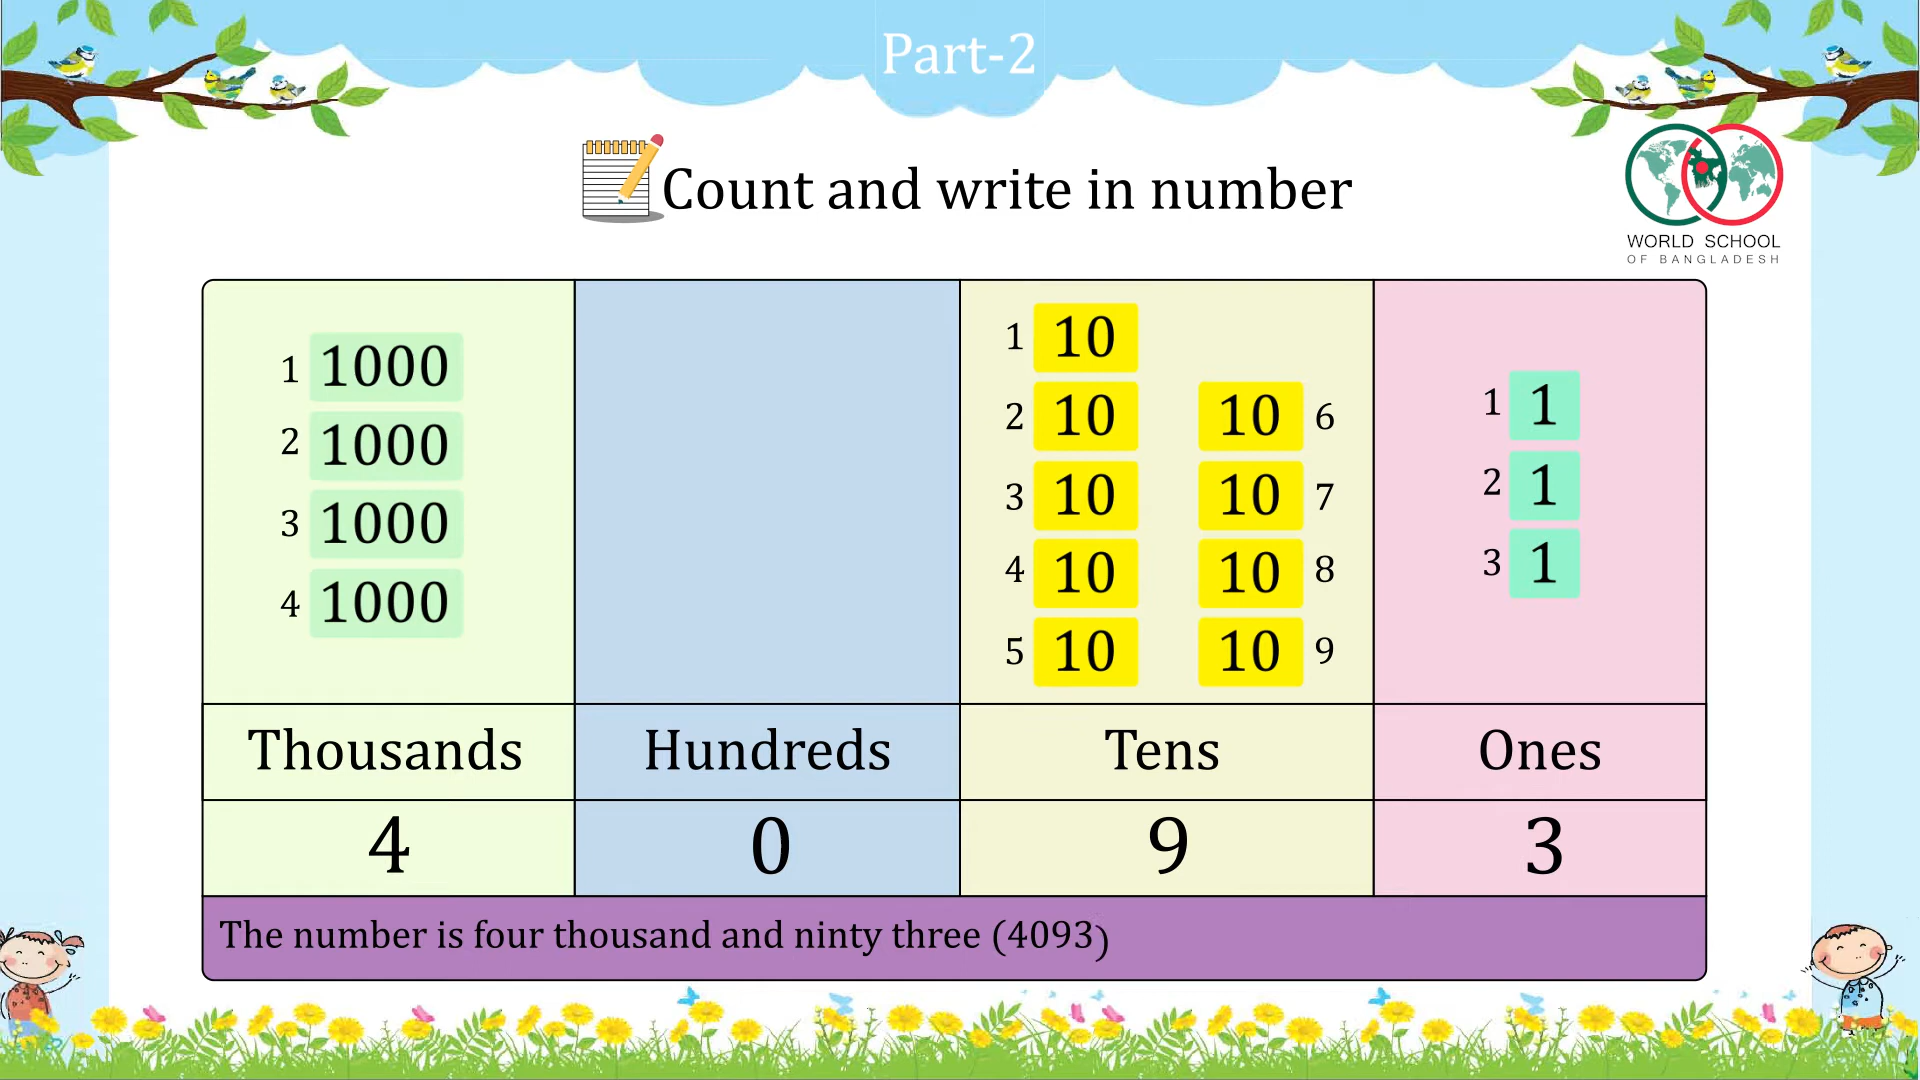 Part-2
Count and write in number
WORLD SCHOOL
OF BANGLADESH
1 1000
2 1000
3 1000
4 1000
1 10
2 10 10 6
3 10 10 7
4 10 10 8
5 10 10 9
1 1
2 1
3 1
Thousands Hundreds Tens Ones
4 0 9 3
The number is four thousand and ninty three (4093)